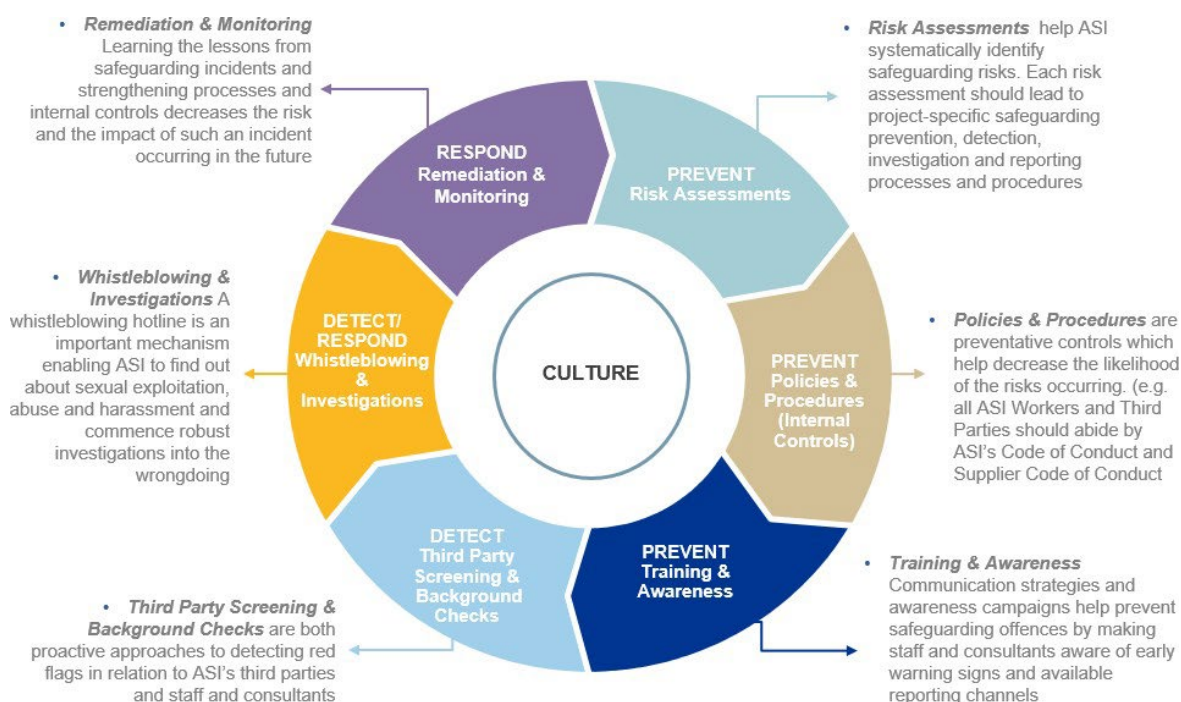 • Remediation & Monitoring
Learning the lessons from
safeguarding incidents and
strengthening processes and
internal controls decreases the risk
and the impact of such an incident
occurring in the future
• Risk Assessments help ASI
systematically identify
safeguarding risks. Each risk
assessment should lead to
project-specific safeguarding
prevention, detection,
investigation and reporting
processes and procedures
RESPOND
Remediation &
Monitoring
PREVENT
Risk Assessments
• Whistleblowing &
Investigations A
whistleblowing hotline is an
important mechanism
enabling ASI to find out
about sexual exploitation,
abuse and harassment and
commence robust
investigations into the
wrongdoing
DETECT/
RESPOND
Whistleblowing
&
Investigations
CULTURE
PREVENT
Policies &
Procedures
(Internal
Controls)
• Policies & Procedures are
preventative controls which
help decrease the likelihood
of the risks occurring. (e.g.
all ASI Workers and Third
Parties should abide by
ASI's Code of Conduct and
Supplier Code of Conduct
DETECT
Third Party
Screening &
Background
Checks
PREVENT
Training &
Awareness
• Third Party Screening &
Background Checks are both
proactive approaches to detecting red
flags in relation to ASI's third parties
and staff and consultants
• Training & Awareness
Communication strategies and
awareness campaigns help prevent
safeguarding offences by making
staff and consultants aware of early
warning signs and available
reporting channels